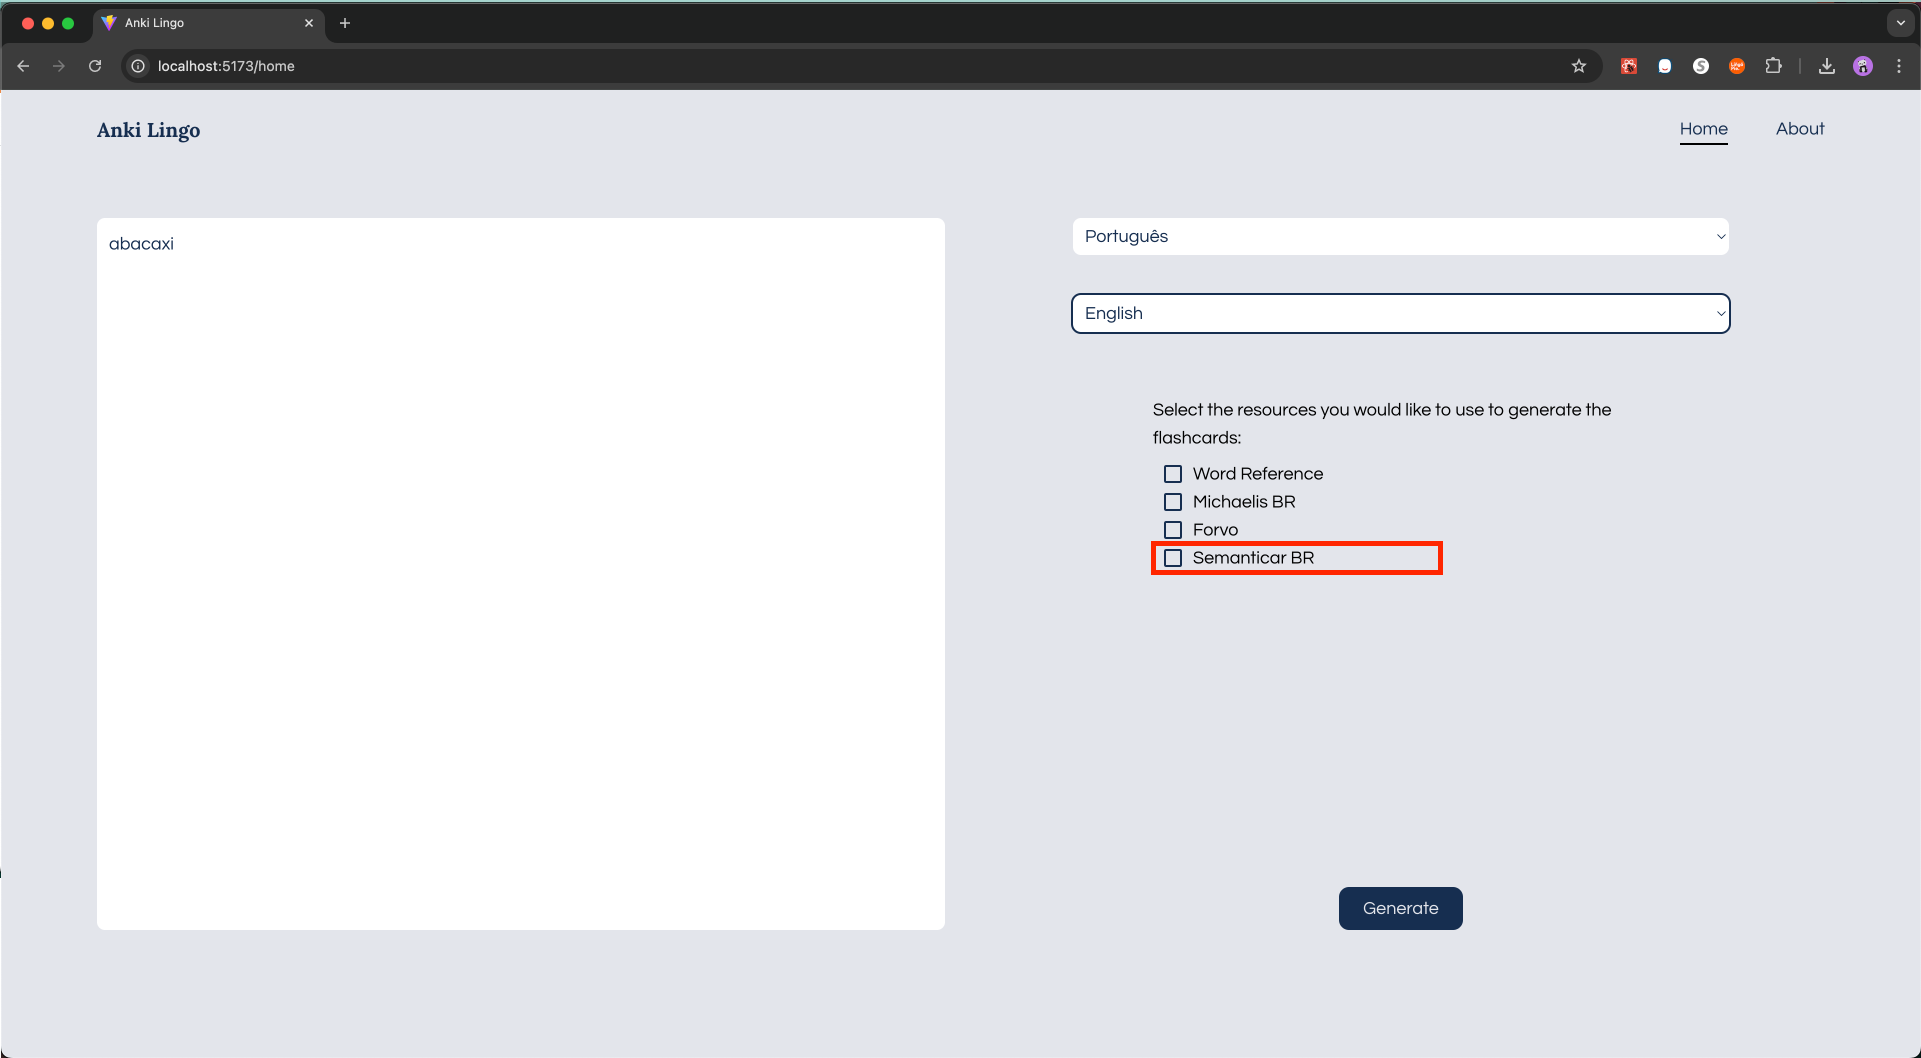 Anki Lingo
localhost:5173/home
Anki Lingo
Home
About
abacaxi
Português
English
Select the resources you would like to use to generate the
flashcards:
Word Reference
Michaelis BR
Forvo
Semanticar BR
Generate